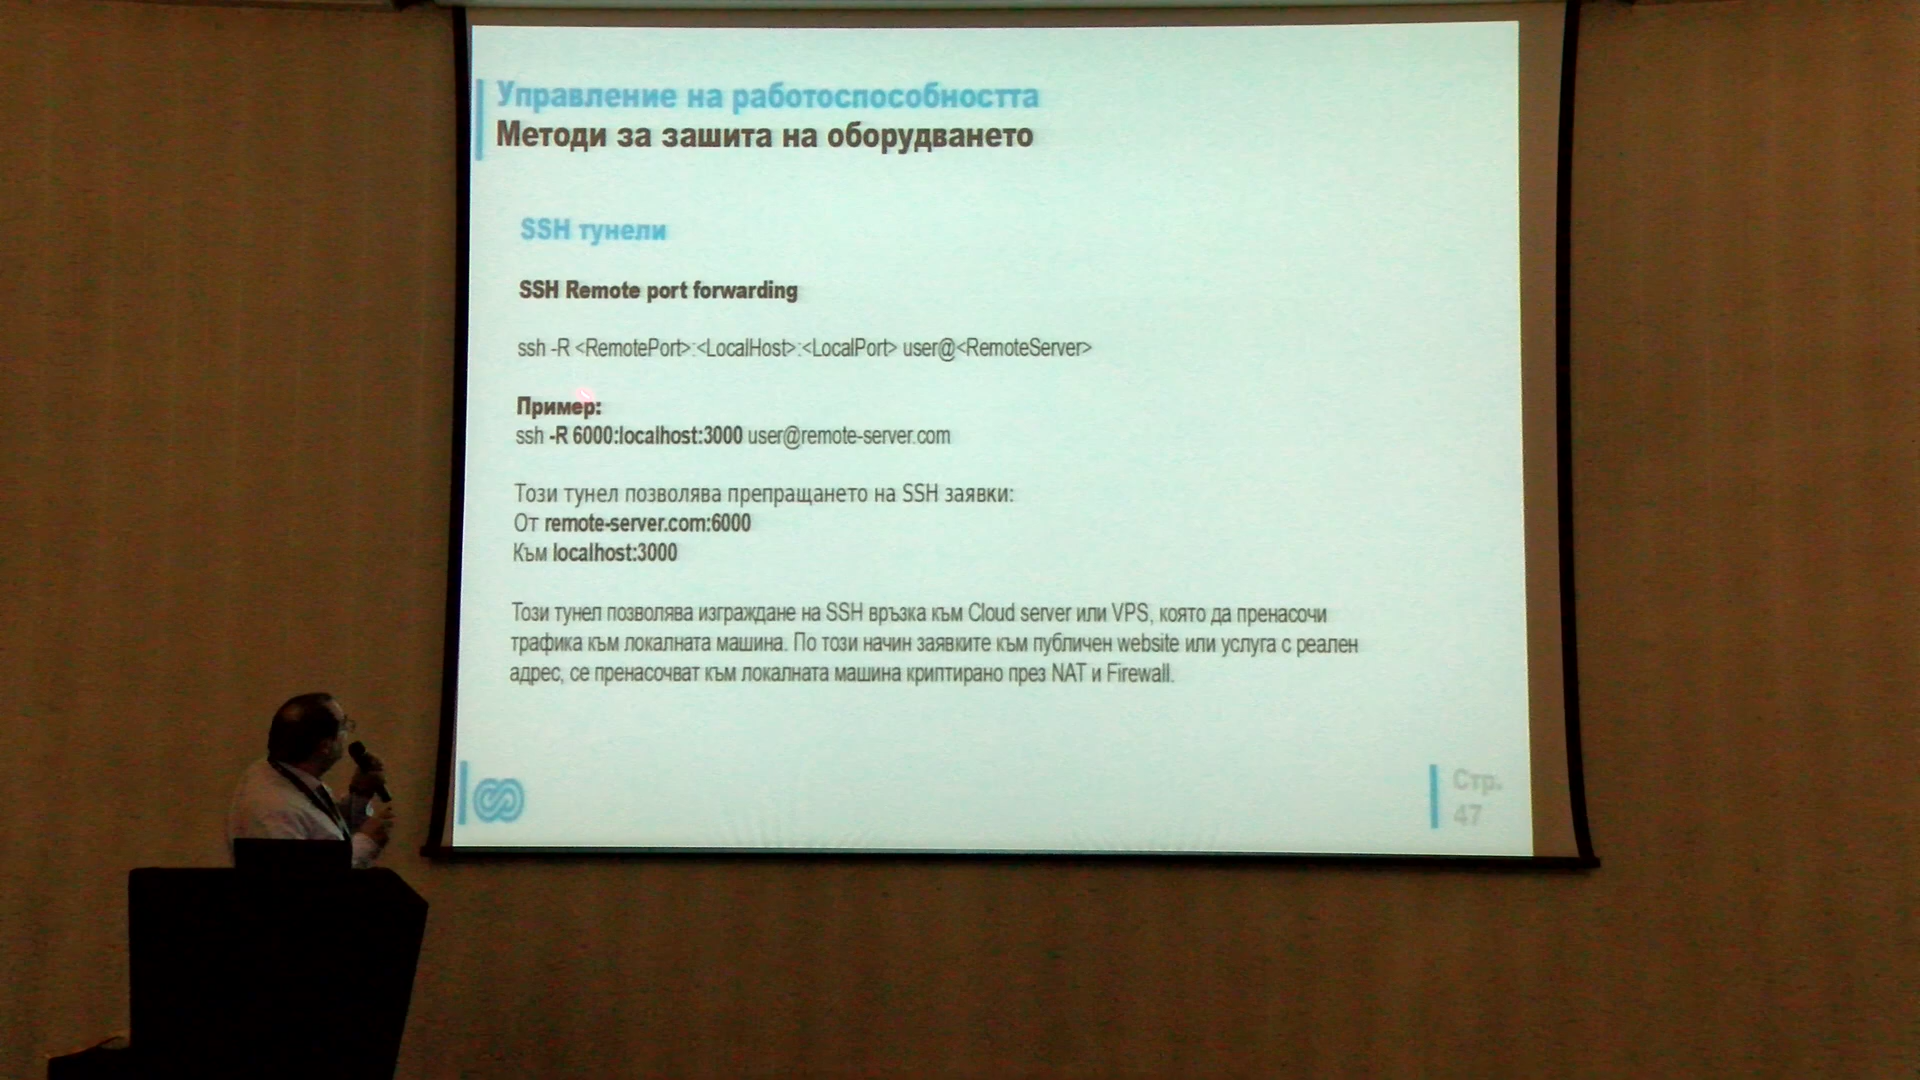 Управление на работоспособността
Методи за зашита на оборудването
SSH тунели
SSH Remote port forwarding
ssh -R <RemotePort>:<LocalHost>:<LocalPort> user@<RemoteServer>
Пример:
ssh -R 6000:localhost:3000 user@remote-server.com
Този тунел позволява препращането на SSH заявки:
От remote-server.com:6000
Към localhost:3000
Този тунел позволява изграждане на SSH връзка към Cloud server или VPS, която да пренасочи
трафика към локалната машина. По този начин заявките към публичен website или услуга с реален
адрес, се пренасочват към локалната машина криптирано през NAT и Firewall.
Стр.
47